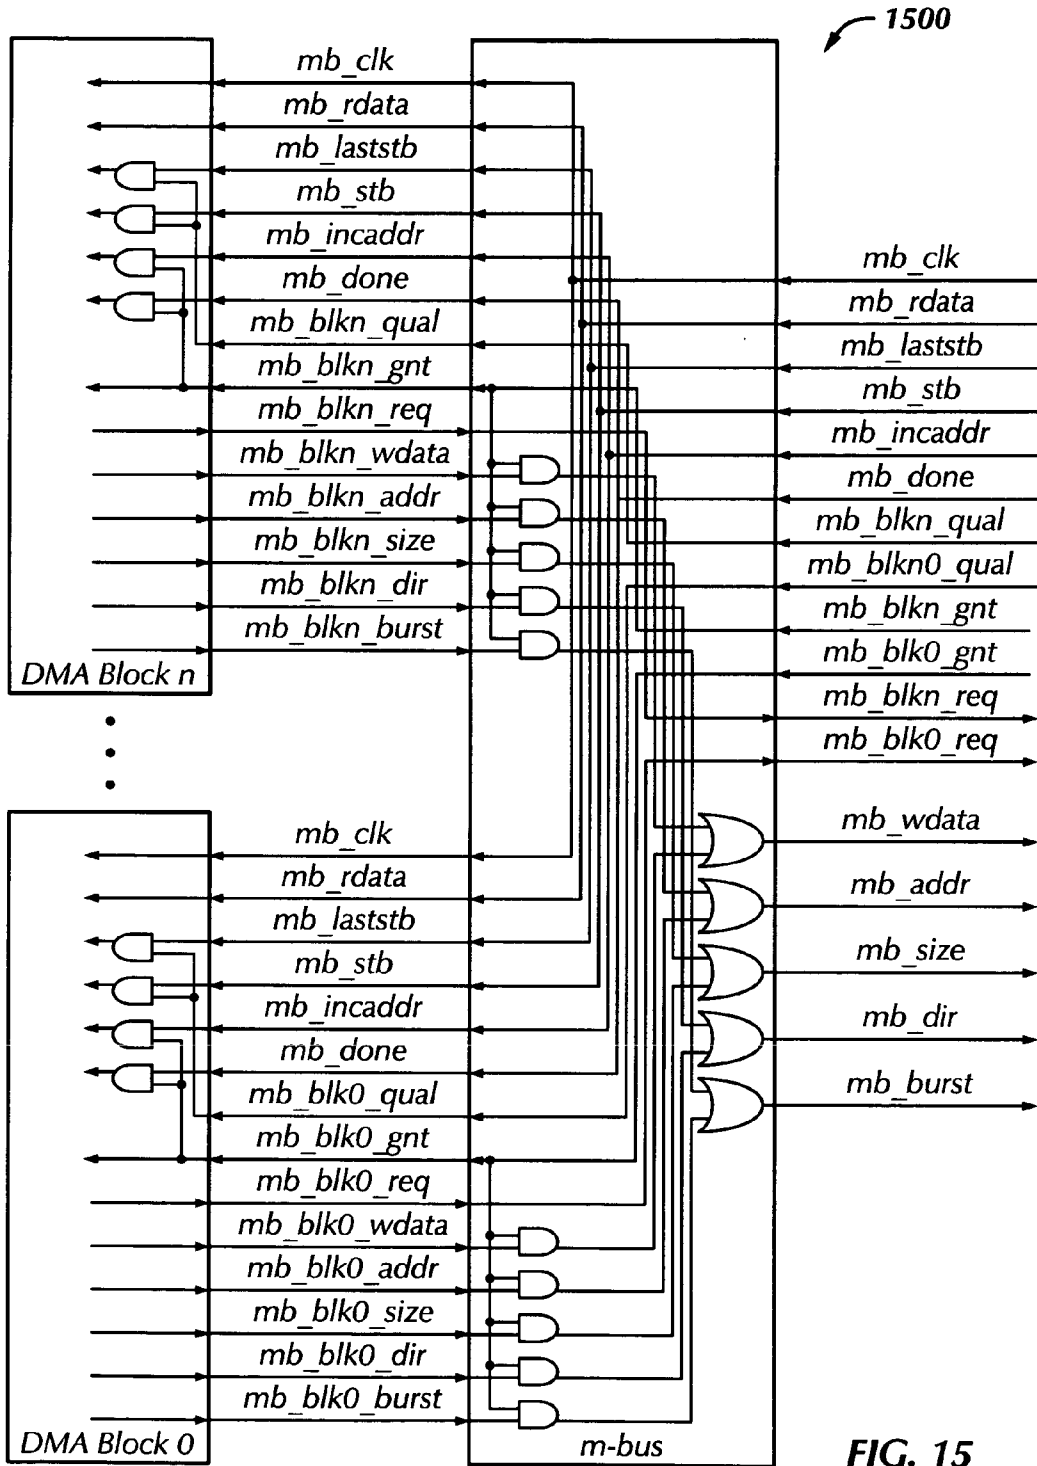 1500
mb_clk
mb_rdata
mb_laststb
mb_stb
mb_incaddr
mb_done
mb_blkn_qual
mb_blkn_gnt
mb_blkn_req
mb_blkn_wdata
mb_blkn_addr
mb_blkn_size
mb_blkn_dir
mb_blkn_burst
DMA Block n
mb_clk
mb_rdata
mb_laststb
mb_stb
mb_incaddr
mb_done
mb_blkn_qual
mb_blkn0_qual
mb_blkn_gnt
mb_blk0_gnt
mb_blkn_req
mb_blk0_req
mb_wdata
mb_addr
mb_size
mb_dir
mb_burst
mb_clk
mb_rdata
mb_laststb
mb_stb
mb_incaddr
mb_done
mb_blk0_qual
mb_blk0_gnt
mb_blk0_req
mb_blk0_wdata
mb_blk0_addr
mb_blk0_size
mb_blk0_dir
mb_blk0_burst
DMA Block 0
m-bus
FIG. 15